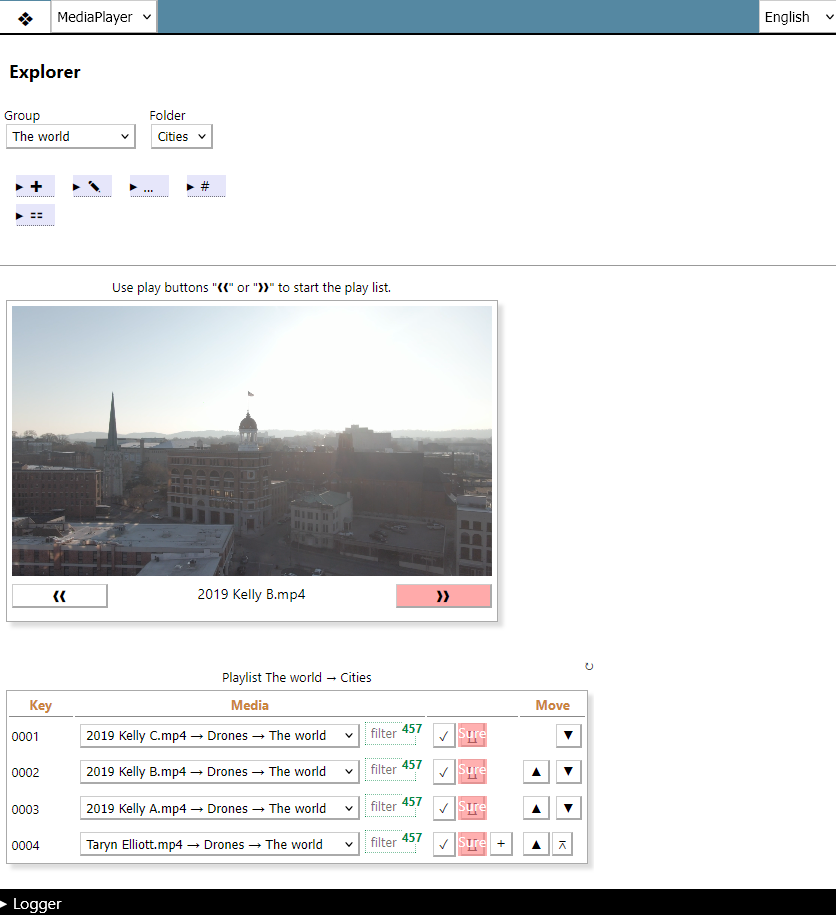 ❖ MediaPlayer English
Explorer
Group Folder
The world Cities
▶ ✚ ▶ ✎ ▶ ... ▶ #
▶ ==
Use play buttons "❰❰" or "❱❱" to start the play list.
❰❰ 2019 Kelly B.mp4 ❱❱
↻
Playlist The world → Cities
Key Media Move
0001 2019 Kelly C.mp4 → Drones → The world filter 457 ✓ Sure ▼
0002 2019 Kelly B.mp4 → Drones → The world filter 457 ✓ Sure ▲ ▼
0003 2019 Kelly A.mp4 → Drones → The world filter 457 ✓ Sure ▲ ▼
0004 Taryn Elliott.mp4 → Drones → The world filter 457 ✓ Sure + ▲ ⊼
▶ Logger